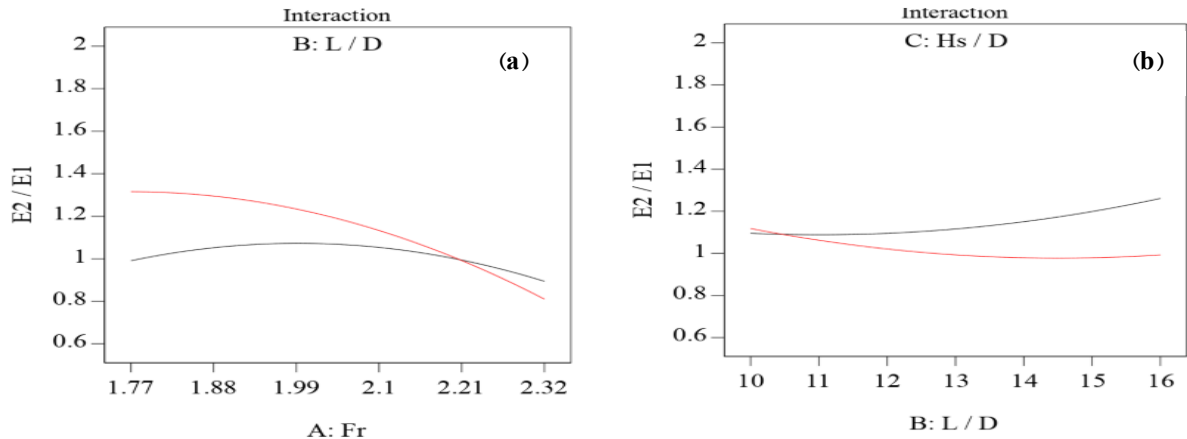 Interaction
B: L / D
(a)
2
1.8
1.6
1.4
1.2
1
0.8
0.6
E2 / E1
1.77 1.88 1.99 2.1 2.21 2.32
A: Fr
Interaction
C: Hs / D
(b)
2
1.8
1.6
1.4
1.2
1
0.8
0.6
E2 / E1
10 11 12 13 14 15 16
B: L / D